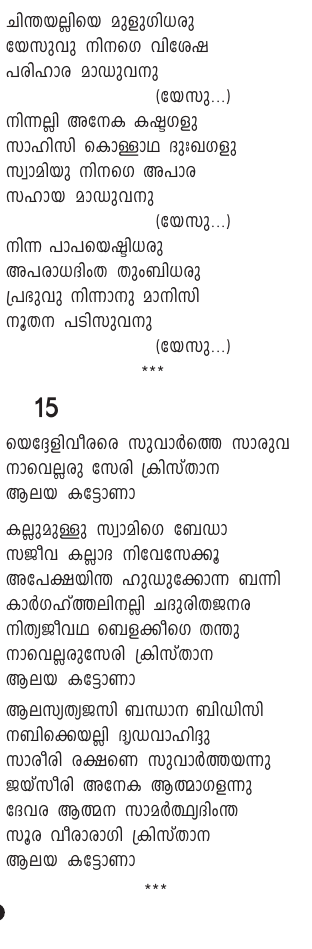 ചിന്തയല്ലിയെ മുളുഗിധരു
യേസുവു നിനഗെ വിശേഷ
പരിഹാര മാഡുവനു
(യേസു...)
നിന്നല്ലി അനേക കഷ്ടഗളു
സാഹിസി കൊള്ളാഥ ദുഃഖഗളു
സ്വാമിയു നിനഗെ അപാര
സഹായ മാഡുവനു
(യേസു...)
നിന്ന പാപയെഷ്ടിധരു
അപരാധദിംത തുംബിധരു
പ്രഭുവു നിന്നാനു മാനിസി
നൂതന പടിസുവനു
(യേസു...)
***
15
യെദ്ദേളിവീരരെ സുവാർത്തെ സാരുവ
നാവെല്ലരു സേരി ക്രിസ്താന
ആലയ കട്ടോണാ
കല്ലുമുള്ളു സ്വാമിഗെ ബേഡാ
സജീവ കല്ലാദ നിവേസേക്കൂ
അപേക്ഷയിന്ത ഹുഡുക്കോന്ന ബന്നി
കാർഗഹ്ത്തലിനല്ലി ചദുരിതജനര
നിത്യജീവഥ ബെളക്കീഗെ തന്തു
നാവെല്ലരുസേരി ക്രിസ്താന
ആലയ കട്ടോണാ
ആലസ്യത്യജസി ബന്ധാന ബിഡിസി
നബിക്കെയല്ലി ദൃഡവാഹിദ്ദു
സാരീരി രക്ഷണെ സുവാർത്തയന്നു
ജയ്സീരി അനേക ആത്മാഗളന്നു
ദേവര ആത്മന സാമർത്ഥ്യദിംന്ത
സൂര വീരാരാഗി ക്രിസ്താന
ആലയ കട്ടോണാ
***